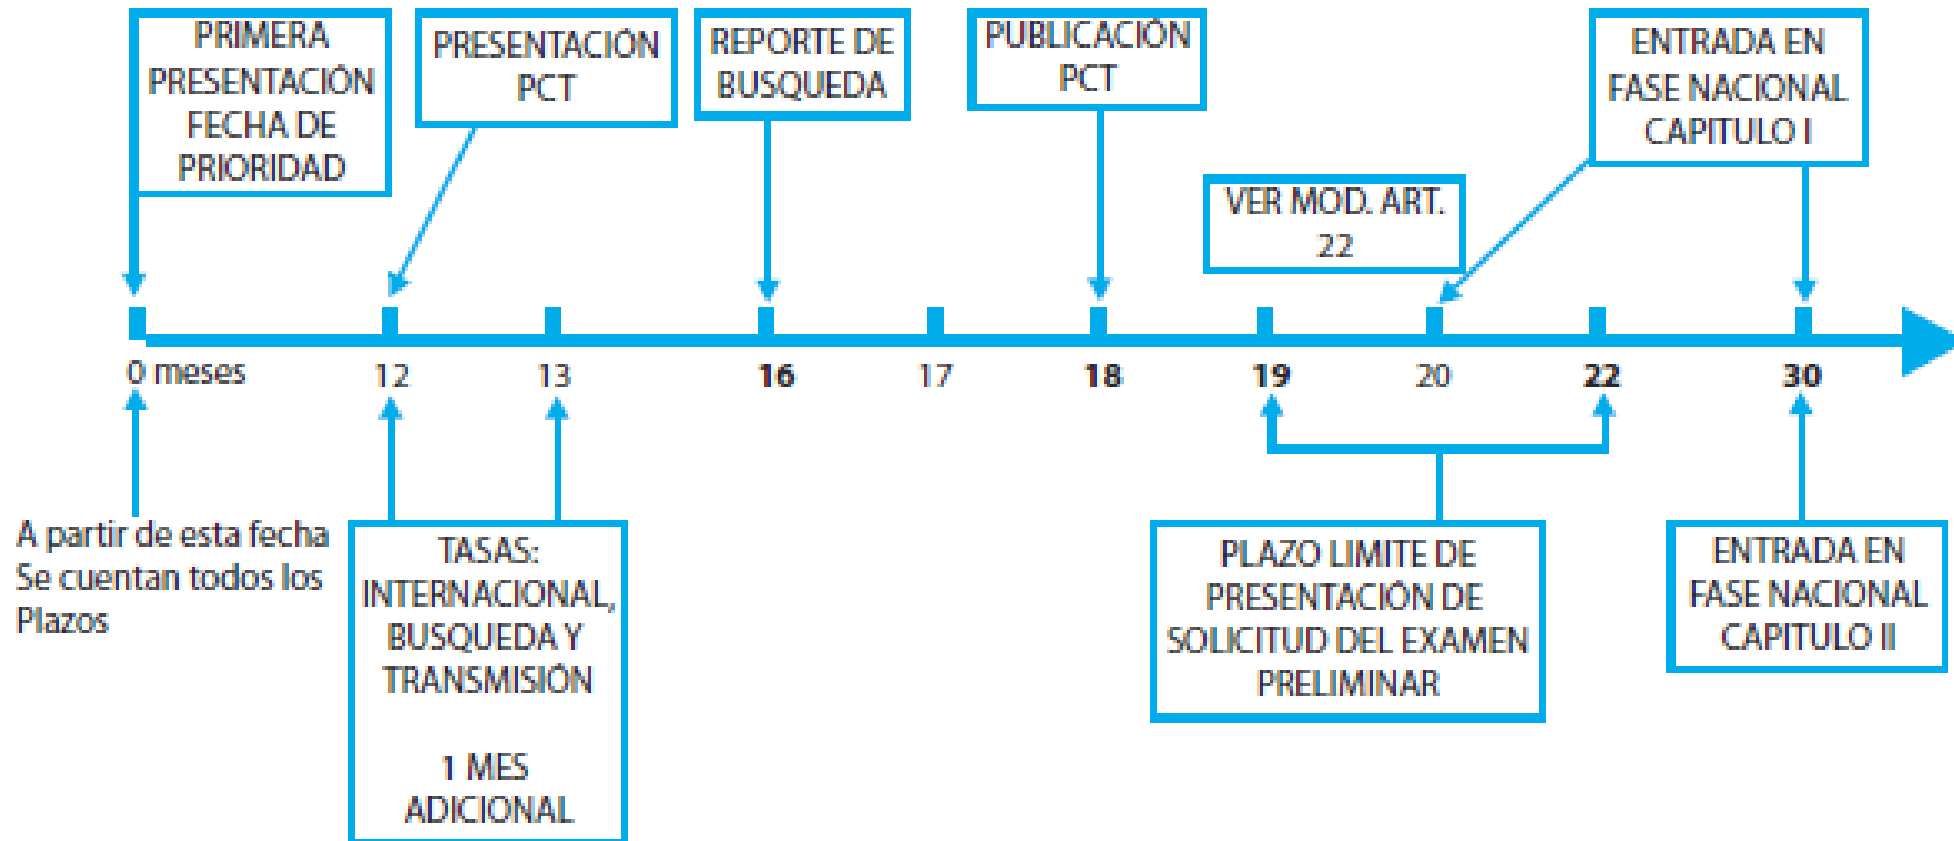 PRIMERA
PRESENTACIÓN
FECHA DE
PRIORIDAD
PRESENTACIÓN
PCT
REPORTE DE
BUSQUEDA
PUBLICACIÓN
PCT
ENTRADA EN
FASE NACIONAL
CAPITULO I
VER MOD. ART.
22
0 meses
12
13
16
17
18
19
20
22
30
A partir de esta fecha
Se cuentan todos los
Plazos
TASAS:
INTERNACIONAL,
BUSQUEDA Y
TRANSMISIÓN
1 MES
ADICIONAL
PLAZO LIMITE DE
PRESENTACIÓN DE
SOLICITUD DEL EXAMEN
PRELIMINAR
ENTRADA EN
FASE NACIONAL
CAPITULO II